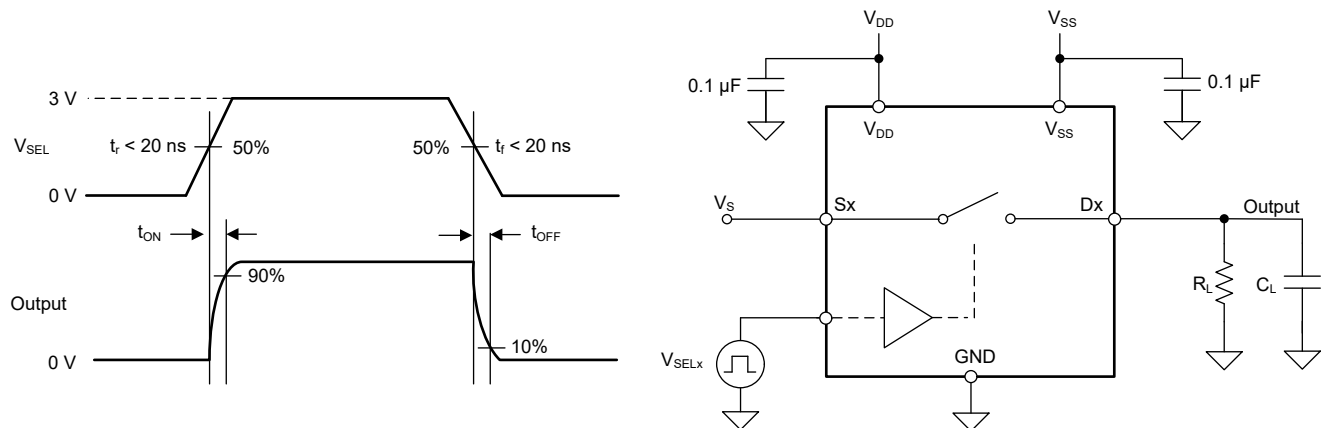 3 V
V_SEL
t_r < 20 ns
50%
50%
t_f < 20 ns
0 V
t_ON
t_OFF
90%
Output
10%
0 V
V_DD
V_SS
0.1 µF
0.1 µF
V_DD
V_SS
V_S
Sx
Dx
Output
R_L
C_L
V_SELx
GND